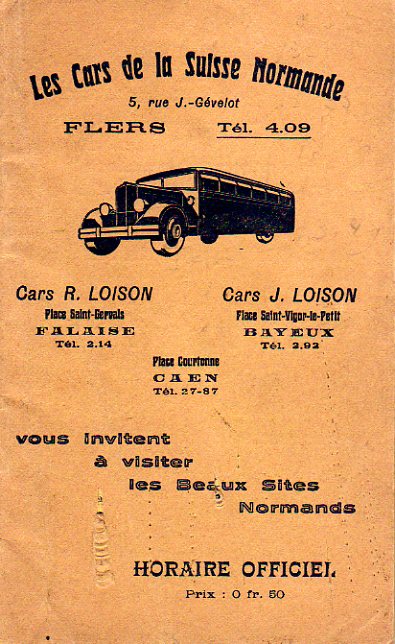 Les Cars de la Suisse Normande
5, rue J.-Gévelot
FLERS Tél. 4.09
Cars R. LOISON
Place Saint-Gervais
FALAISE
Tél. 2.14
Cars J. LOISON
Place Saint-Vigor-le-Petit
BAYEUX
Tél. 2.92
Place Courtonne
CAEN
Tél. 27-87
vous invitent
à visiter
les Beaux Sites
Normands
HORAIRE OFFICIEL
Prix : 0 fr. 50